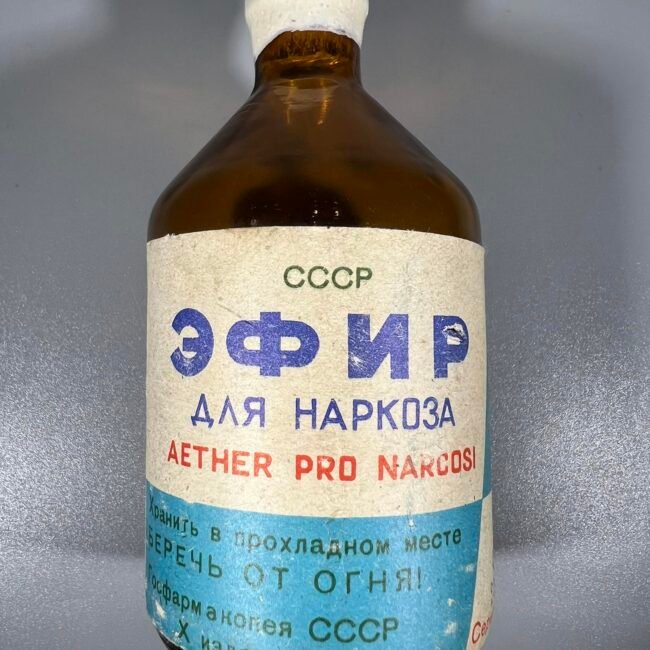 СССР
ЭФИР
ДЛЯ НАРКОЗА
AETHER PRO NARCOSI
Хранить в прохладном месте
БЕРЕЧЬ ОТ ОГНЯ!
Госфармакопея СССР
X